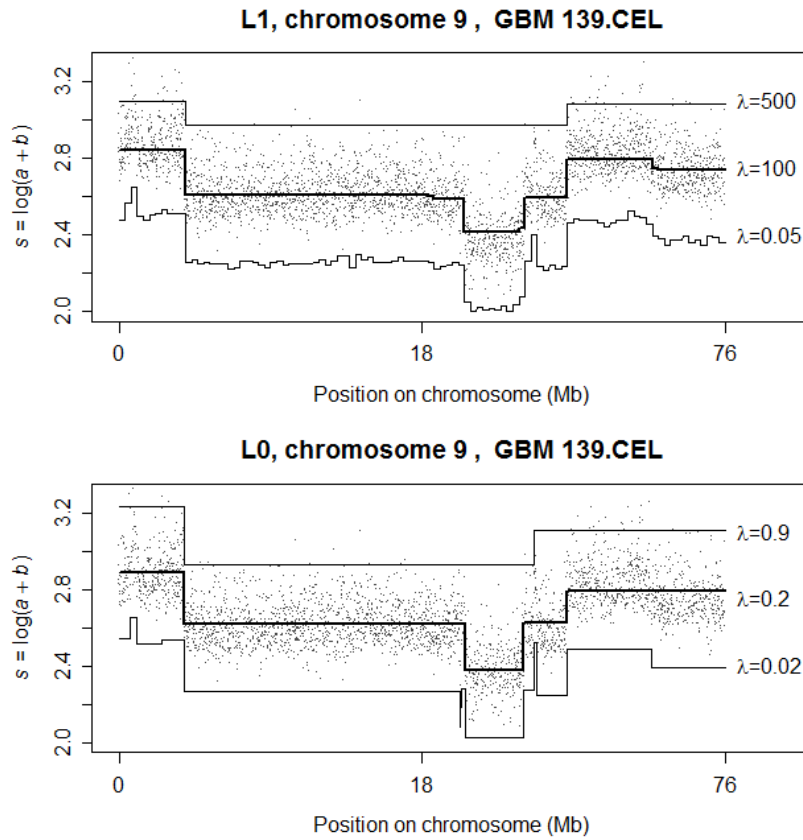 L1, chromosome 9 , GBM 139.CEL
3.2
2.8
2.4
2.0
s = log(a + b)
λ=500
λ=100
λ=0.05
0 18 76
Position on chromosome (Mb)
L0, chromosome 9 , GBM 139.CEL
3.2
2.8
2.4
2.0
s = log(a + b)
λ=0.9
λ=0.2
λ=0.02
0 18 76
Position on chromosome (Mb)